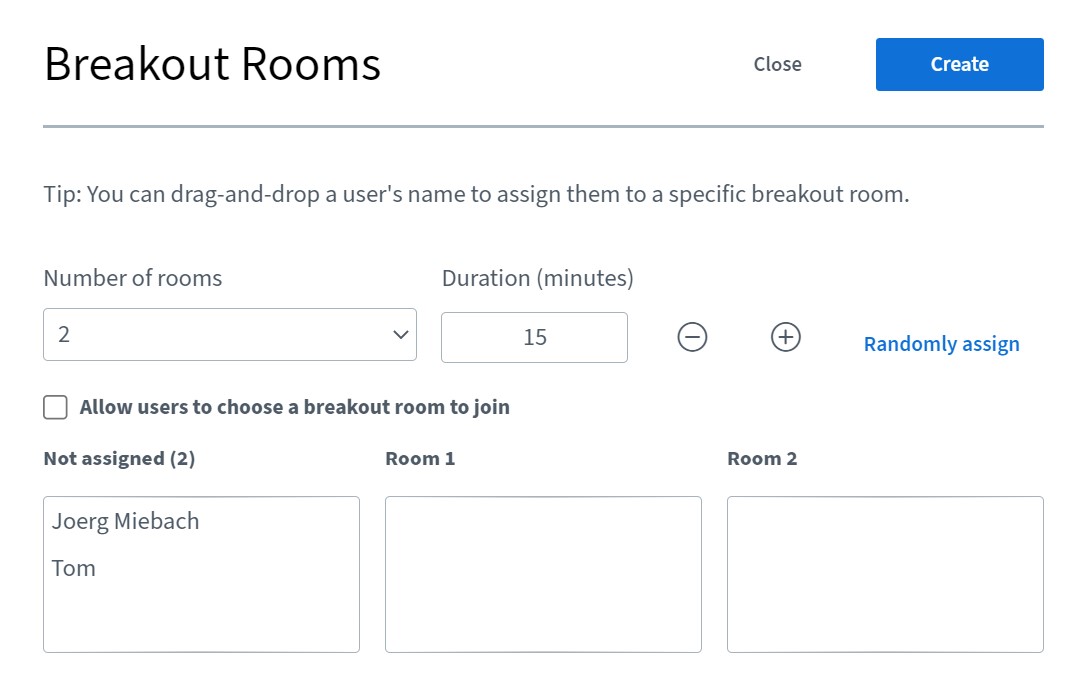 Breakout Rooms
Close
Create
Tip: You can drag-and-drop a user's name to assign them to a specific breakout room.
Number of rooms
Duration (minutes)
2
15
Randomly assign
Allow users to choose a breakout room to join
Not assigned (2)
Room 1
Room 2
Joerg Miebach
Tom